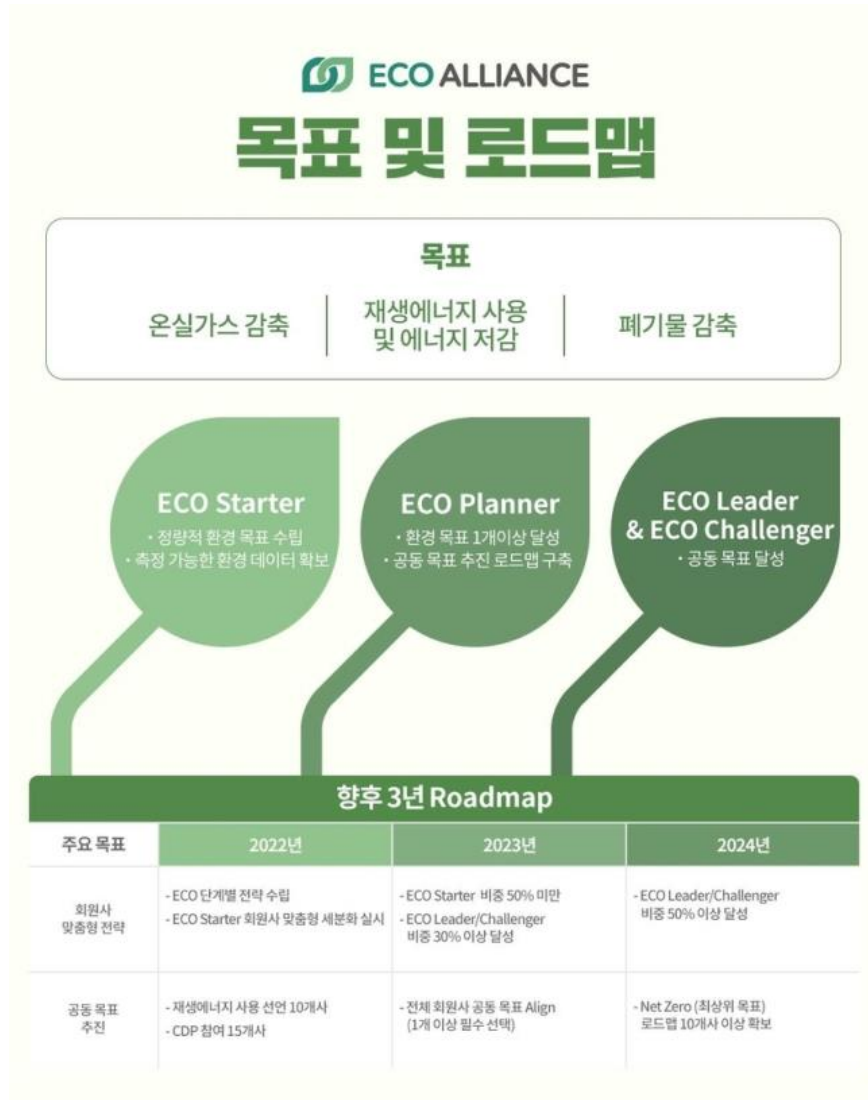 ECO ALLIANCE
목표 및 로드맵
목표
온실가스 감축
재생에너지 사용
및 에너지 저감
폐기물 감축
ECO Starter
· 정량적 환경 목표 수립
· 측정 가능한 환경 데이터 확보
ECO Planner
· 환경 목표 1개이상 달성
· 공동 목표 추진 로드맵 구축
ECO Leader
& ECO Challenger
· 공동 목표 달성
향후 3년 Roadmap
주요 목표
2022년
2023년
2024년
회원사
맞춤형 전략
- ECO 단계별 전략 수립
- ECO Starter 회원사 맞춤형 세분화 실시
- ECO Starter 비중 50% 미만
- ECO Leader/Challenger
비중 30% 이상 달성
- ECO Leader/Challenger
비중 50% 이상 달성
공동 목표
추진
- 재생에너지 사용 선언 10개사
- CDP 참여 15개사
- 전체 회원사 공동 목표 Align
(1개 이상 필수 선택)
- Net Zero (최상위 목표)
로드맵 10개사 이상 확보